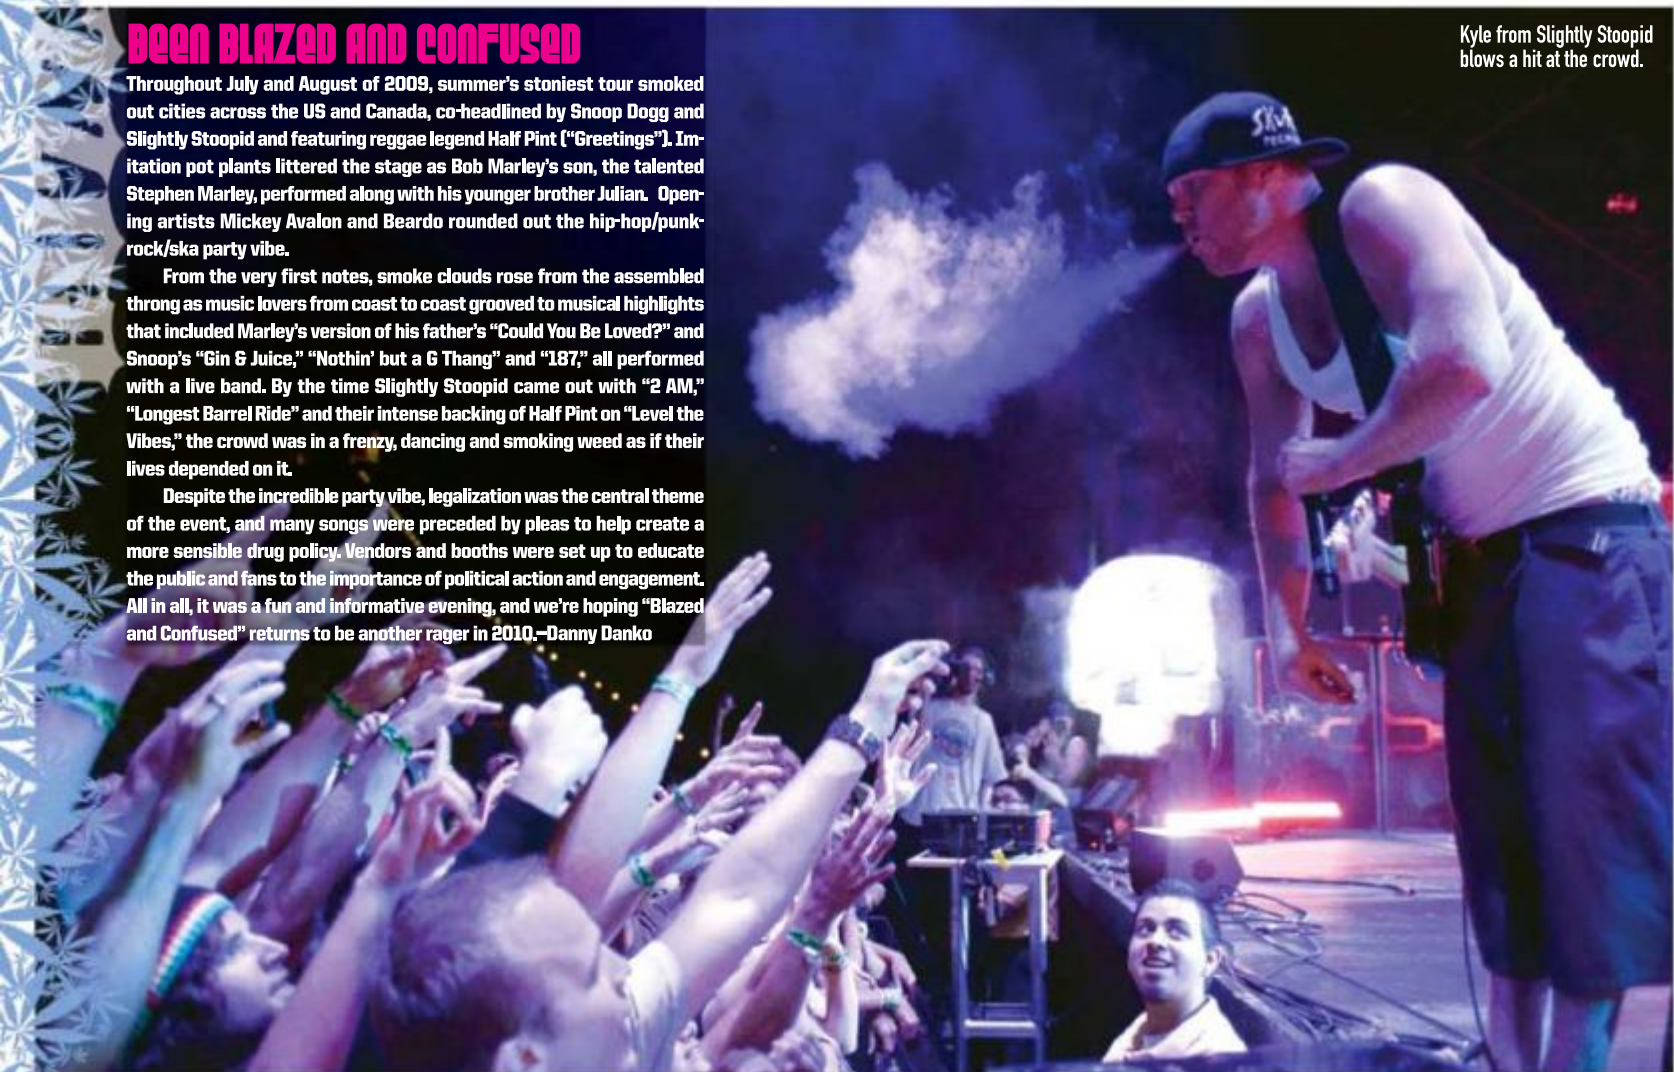 BEEN BLAZED AND CONFUSED
Throughout July and August of 2009, summer's stoniest tour smoked
out cities across the US and Canada, co-headlined by Snoop Dogg and
Slightly Stoopid and featuring reggae legend Half Pint (“Greetings”). Im-
itation pot plants littered the stage as Bob Marley's son, the talented
Stephen Marley, performed along with his younger brother Julian. Open-
ing artists Mickey Avalon and Beardo rounded out the hip-hop/punk-
rock/ska party vibe.
From the very first notes, smoke clouds rose from the assembled
throng as music lovers from coast to coast grooved to musical highlights
that included Marley's version of his father's “Could You Be Loved?” and
Snoop's “Gin & Juice,” “Nothin' but a G Thang” and “187,” all performed
with a live band. By the time Slightly Stoopid came out with “2 AM,”
“Longest Barrel Ride” and their intense backing of Half Pint on “Level the
Vibes,” the crowd was in a frenzy, dancing and smoking weed as if their
lives depended on it.
Despite the incredible party vibe, legalization was the central theme
of the event, and many songs were preceded by pleas to help create a
more sensible drug policy. Vendors and booths were set up to educate
the public and fans to the importance of political action and engagement.
All in all, it was a fun and informative evening, and we're hoping “Blazed
and Confused” returns to be another rager in 2010.—Danny Danko
Kyle from Slightly Stoopid
blows a hit at the crowd.